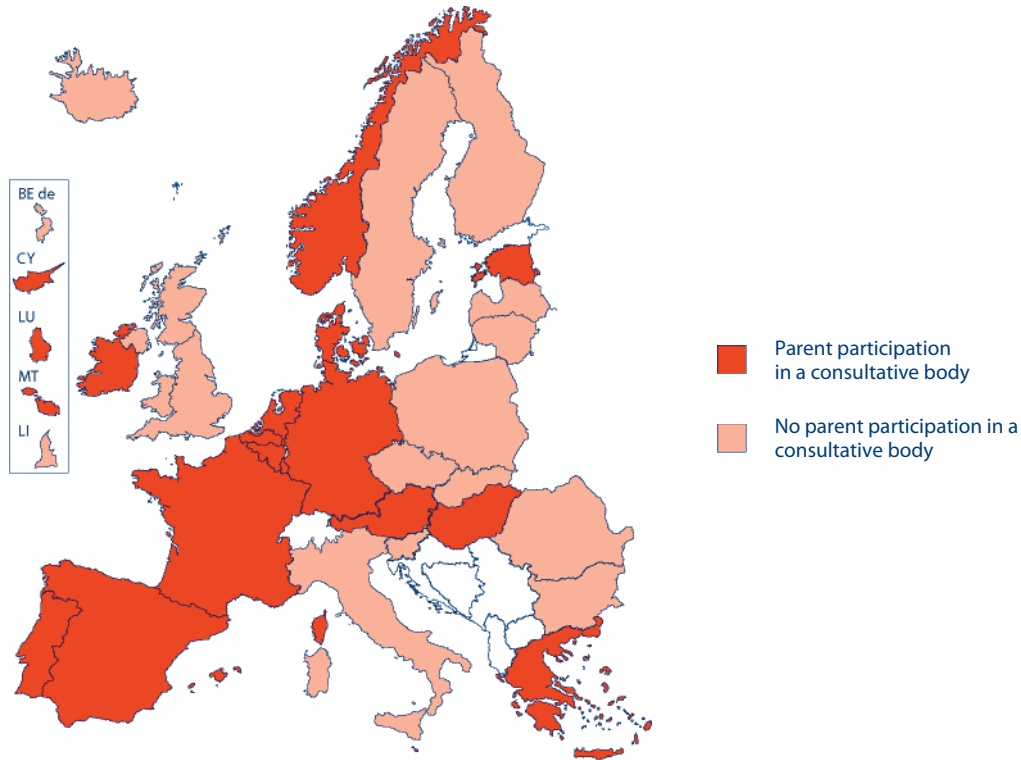 BE de
CY
LU
MT
LI
Parent participation
in a consultative body
No parent participation in a
consultative body